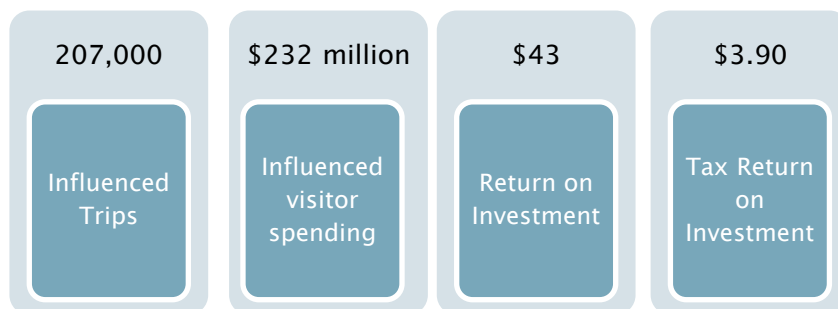 207,000
Influenced
Trips
$232 million
Influenced
visitor
spending
$43
Return on
Investment
$3.90
Tax Return
on
Investment